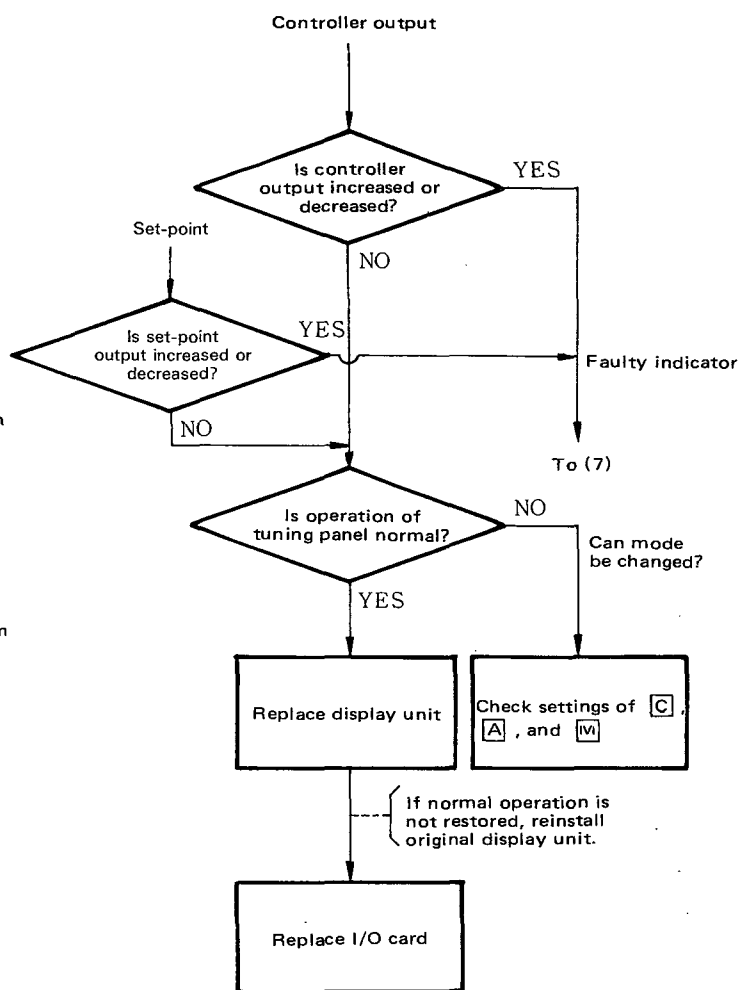 Controller output
Is controller
output increased or
decreased?
YES
NO
Set-point
Is set-point
output increased or
decreased?
YES
Faulty indicator
NO
To (7)
Is operation of
tuning panel normal?
NO
Can mode
be changed?
YES
Replace display unit
Check settings of C ,
A , and M
If normal operation is
not restored, reinstall
original display unit.
Replace I/O card